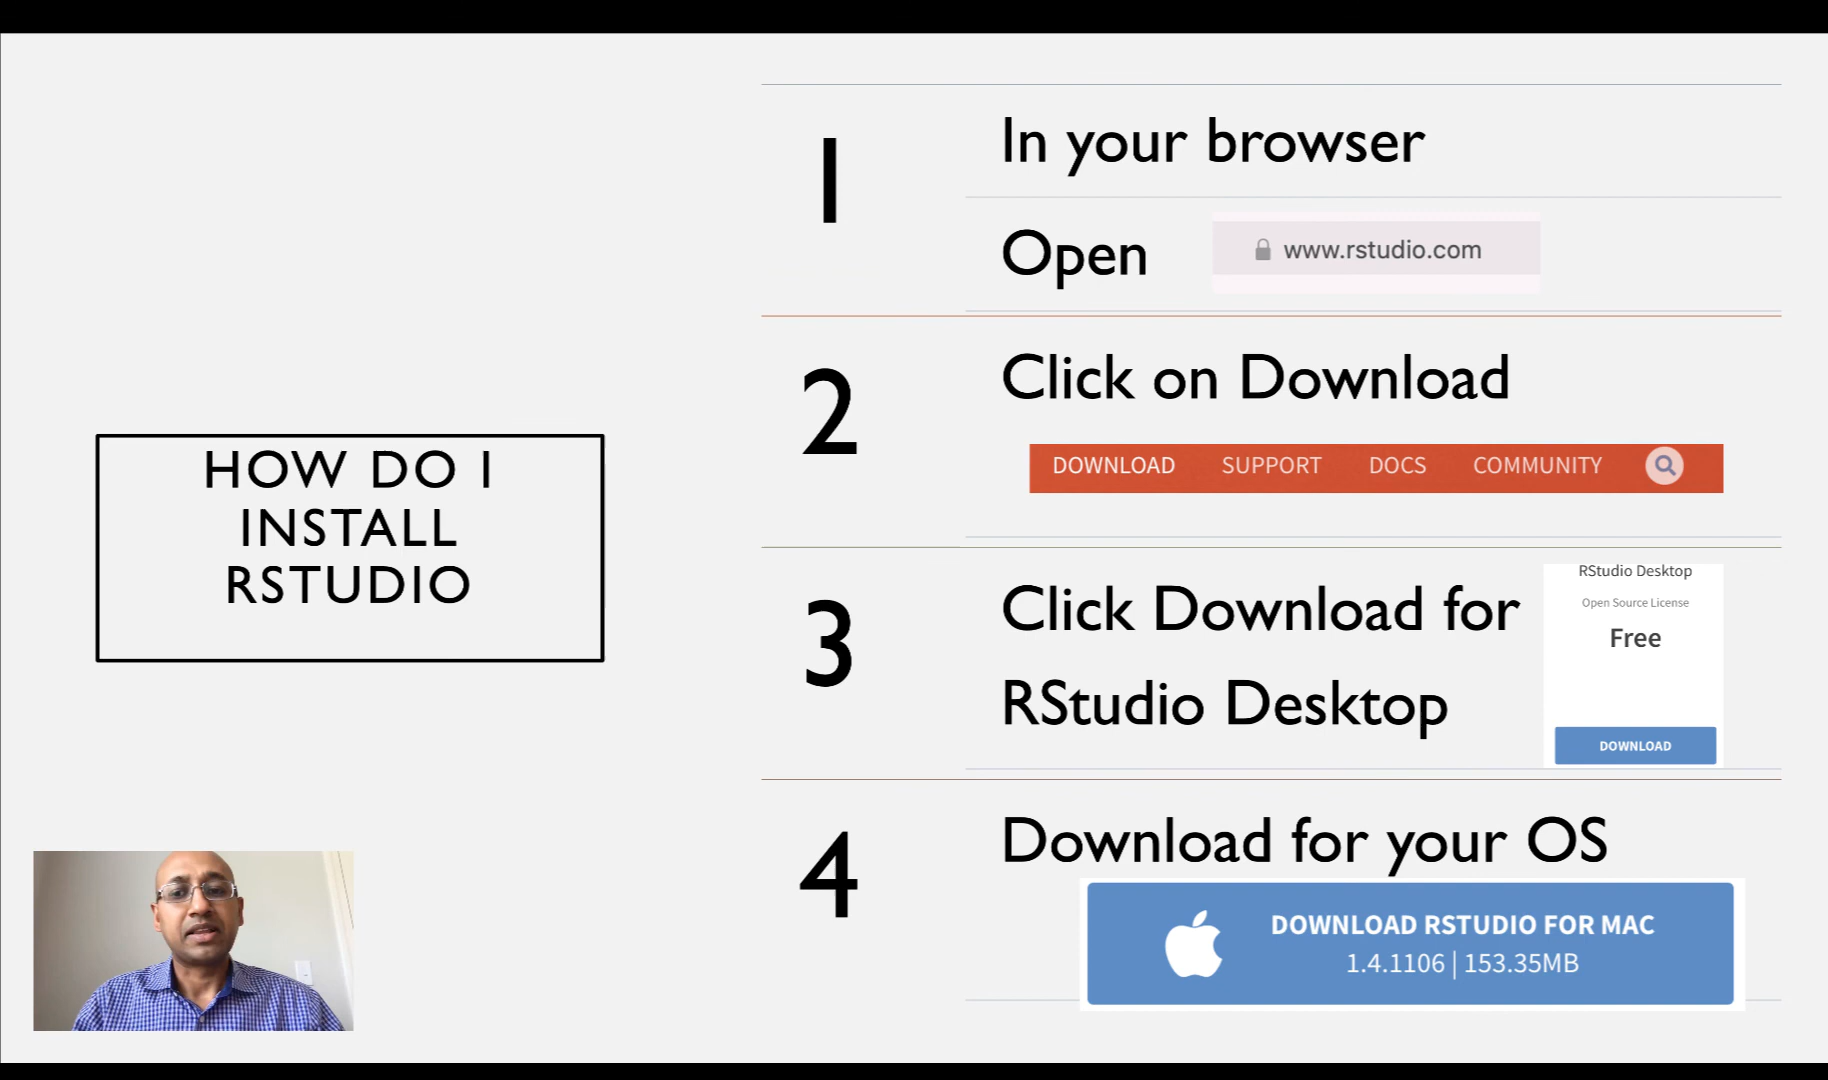 HOW DO I
INSTALL
RSTUDIO
1
In your browser
Open
www.rstudio.com
2
Click on Download
DOWNLOAD SUPPORT DOCS COMMUNITY
3
Click Download for
RStudio Desktop
RStudio Desktop
Open Source License
Free
DOWNLOAD
4
Download for your OS
DOWNLOAD RSTUDIO FOR MAC
1.4.1106 | 153.35MB